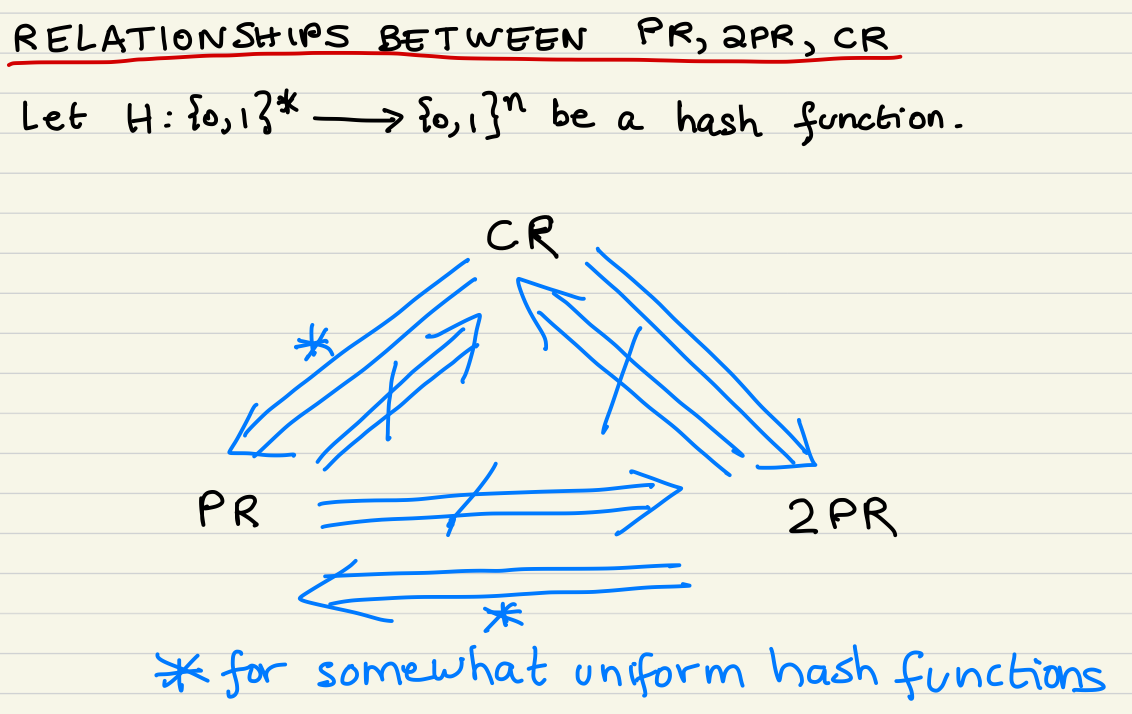 RELATIONSHIPS BETWEEN PR, 2PR, CR
Let H: {0,1}* ⟶ {0,1}ⁿ be a hash function.
CR
*
PR
2PR
*
* for somewhat uniform hash functions